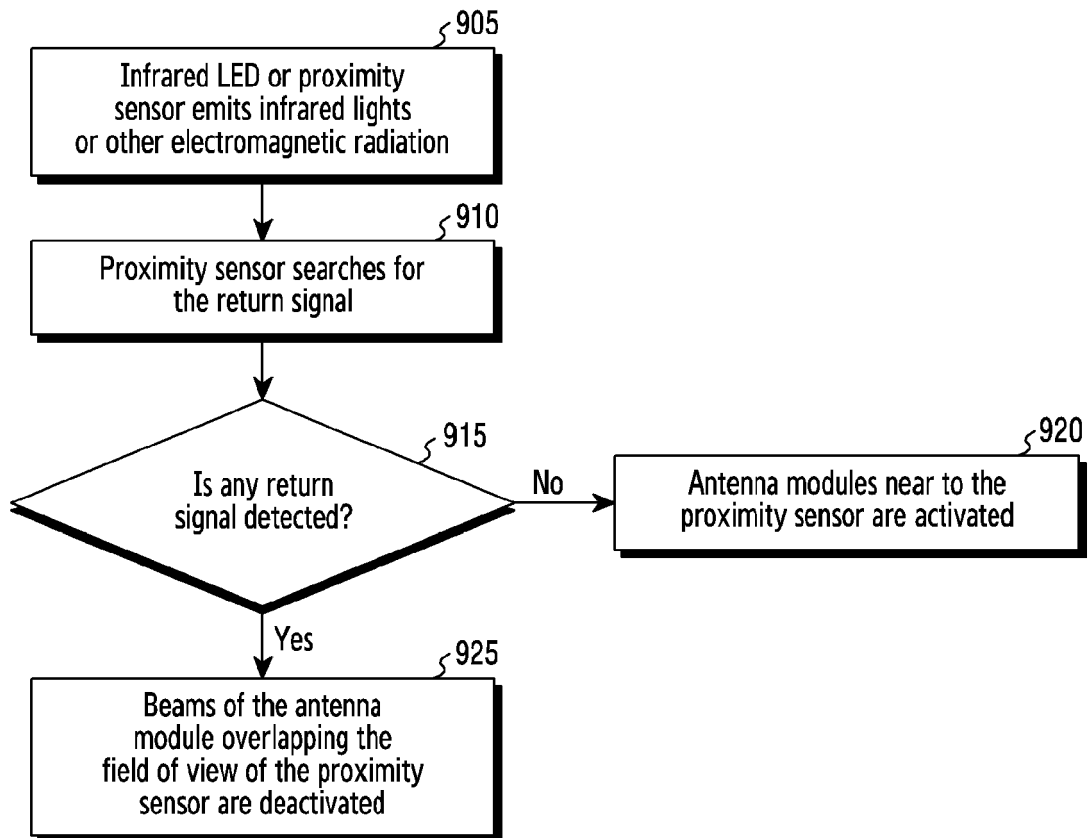 905
Infrared LED or proximity
sensor emits infrared lights
or other electromagnetic radiation
910
Proximity sensor searches for
the return signal
915
Is any return
signal detected?
No
920
Antenna modules near to the
proximity sensor are activated
Yes
925
Beams of the antenna
module overlapping the
field of view of the proximity
sensor are deactivated